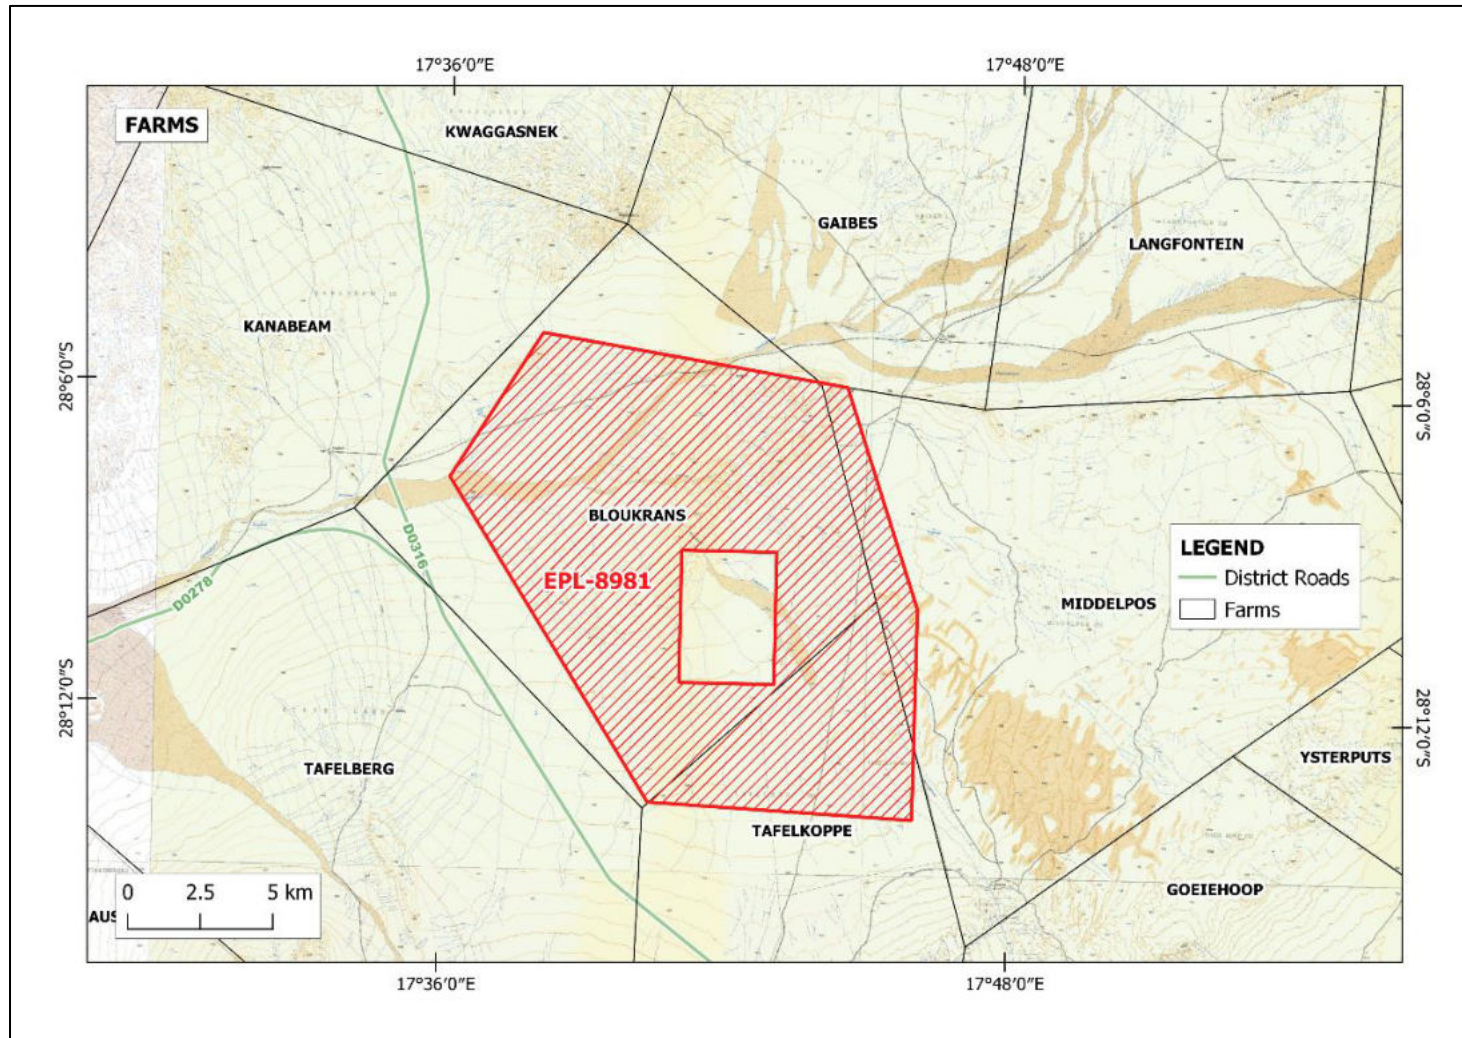 17°36′0″E
17°48′0″E
FARMS
KWAGGASNEK
GAIBES
LANGFONTEIN
KANABEAM
28°6′0″S
28°6′0″S
BLOUKRANS
D0316
EPL-8981
D0278
MIDDELPOS
LEGEND
District Roads
Farms
28°12′0″S
28°12′0″S
TAFELBERG
YSTERPUTS
TAFELKOPPE
GOEIEHOOP
0 2.5 5 km
AUS
17°36′0″E
17°48′0″E